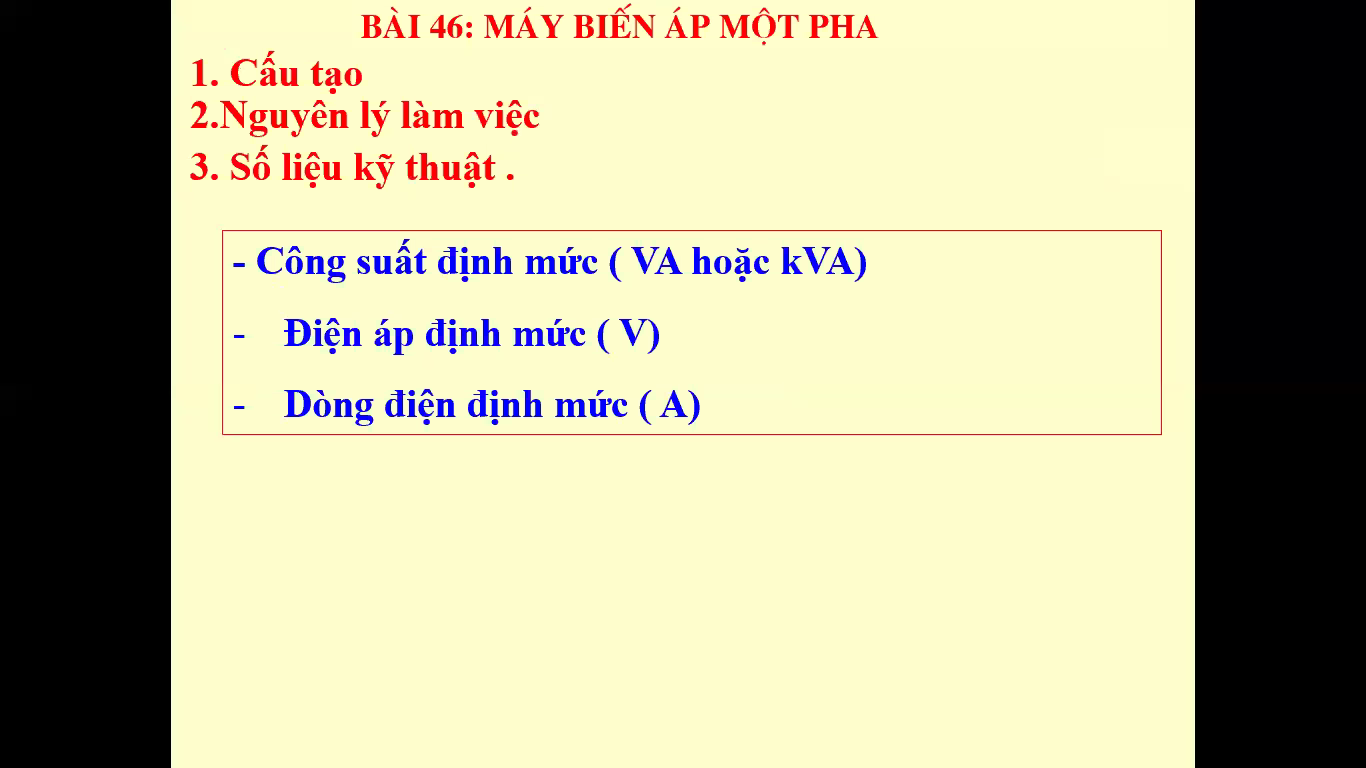 BÀI 46: MÁY BIẾN ÁP MỘT PHA
1. Cấu tạo
2.Nguyên lý làm việc
3. Số liệu kỹ thuật .
- Công suất định mức ( VA hoặc kVA)
- Điện áp định mức ( V)
- Dòng điện định mức ( A)